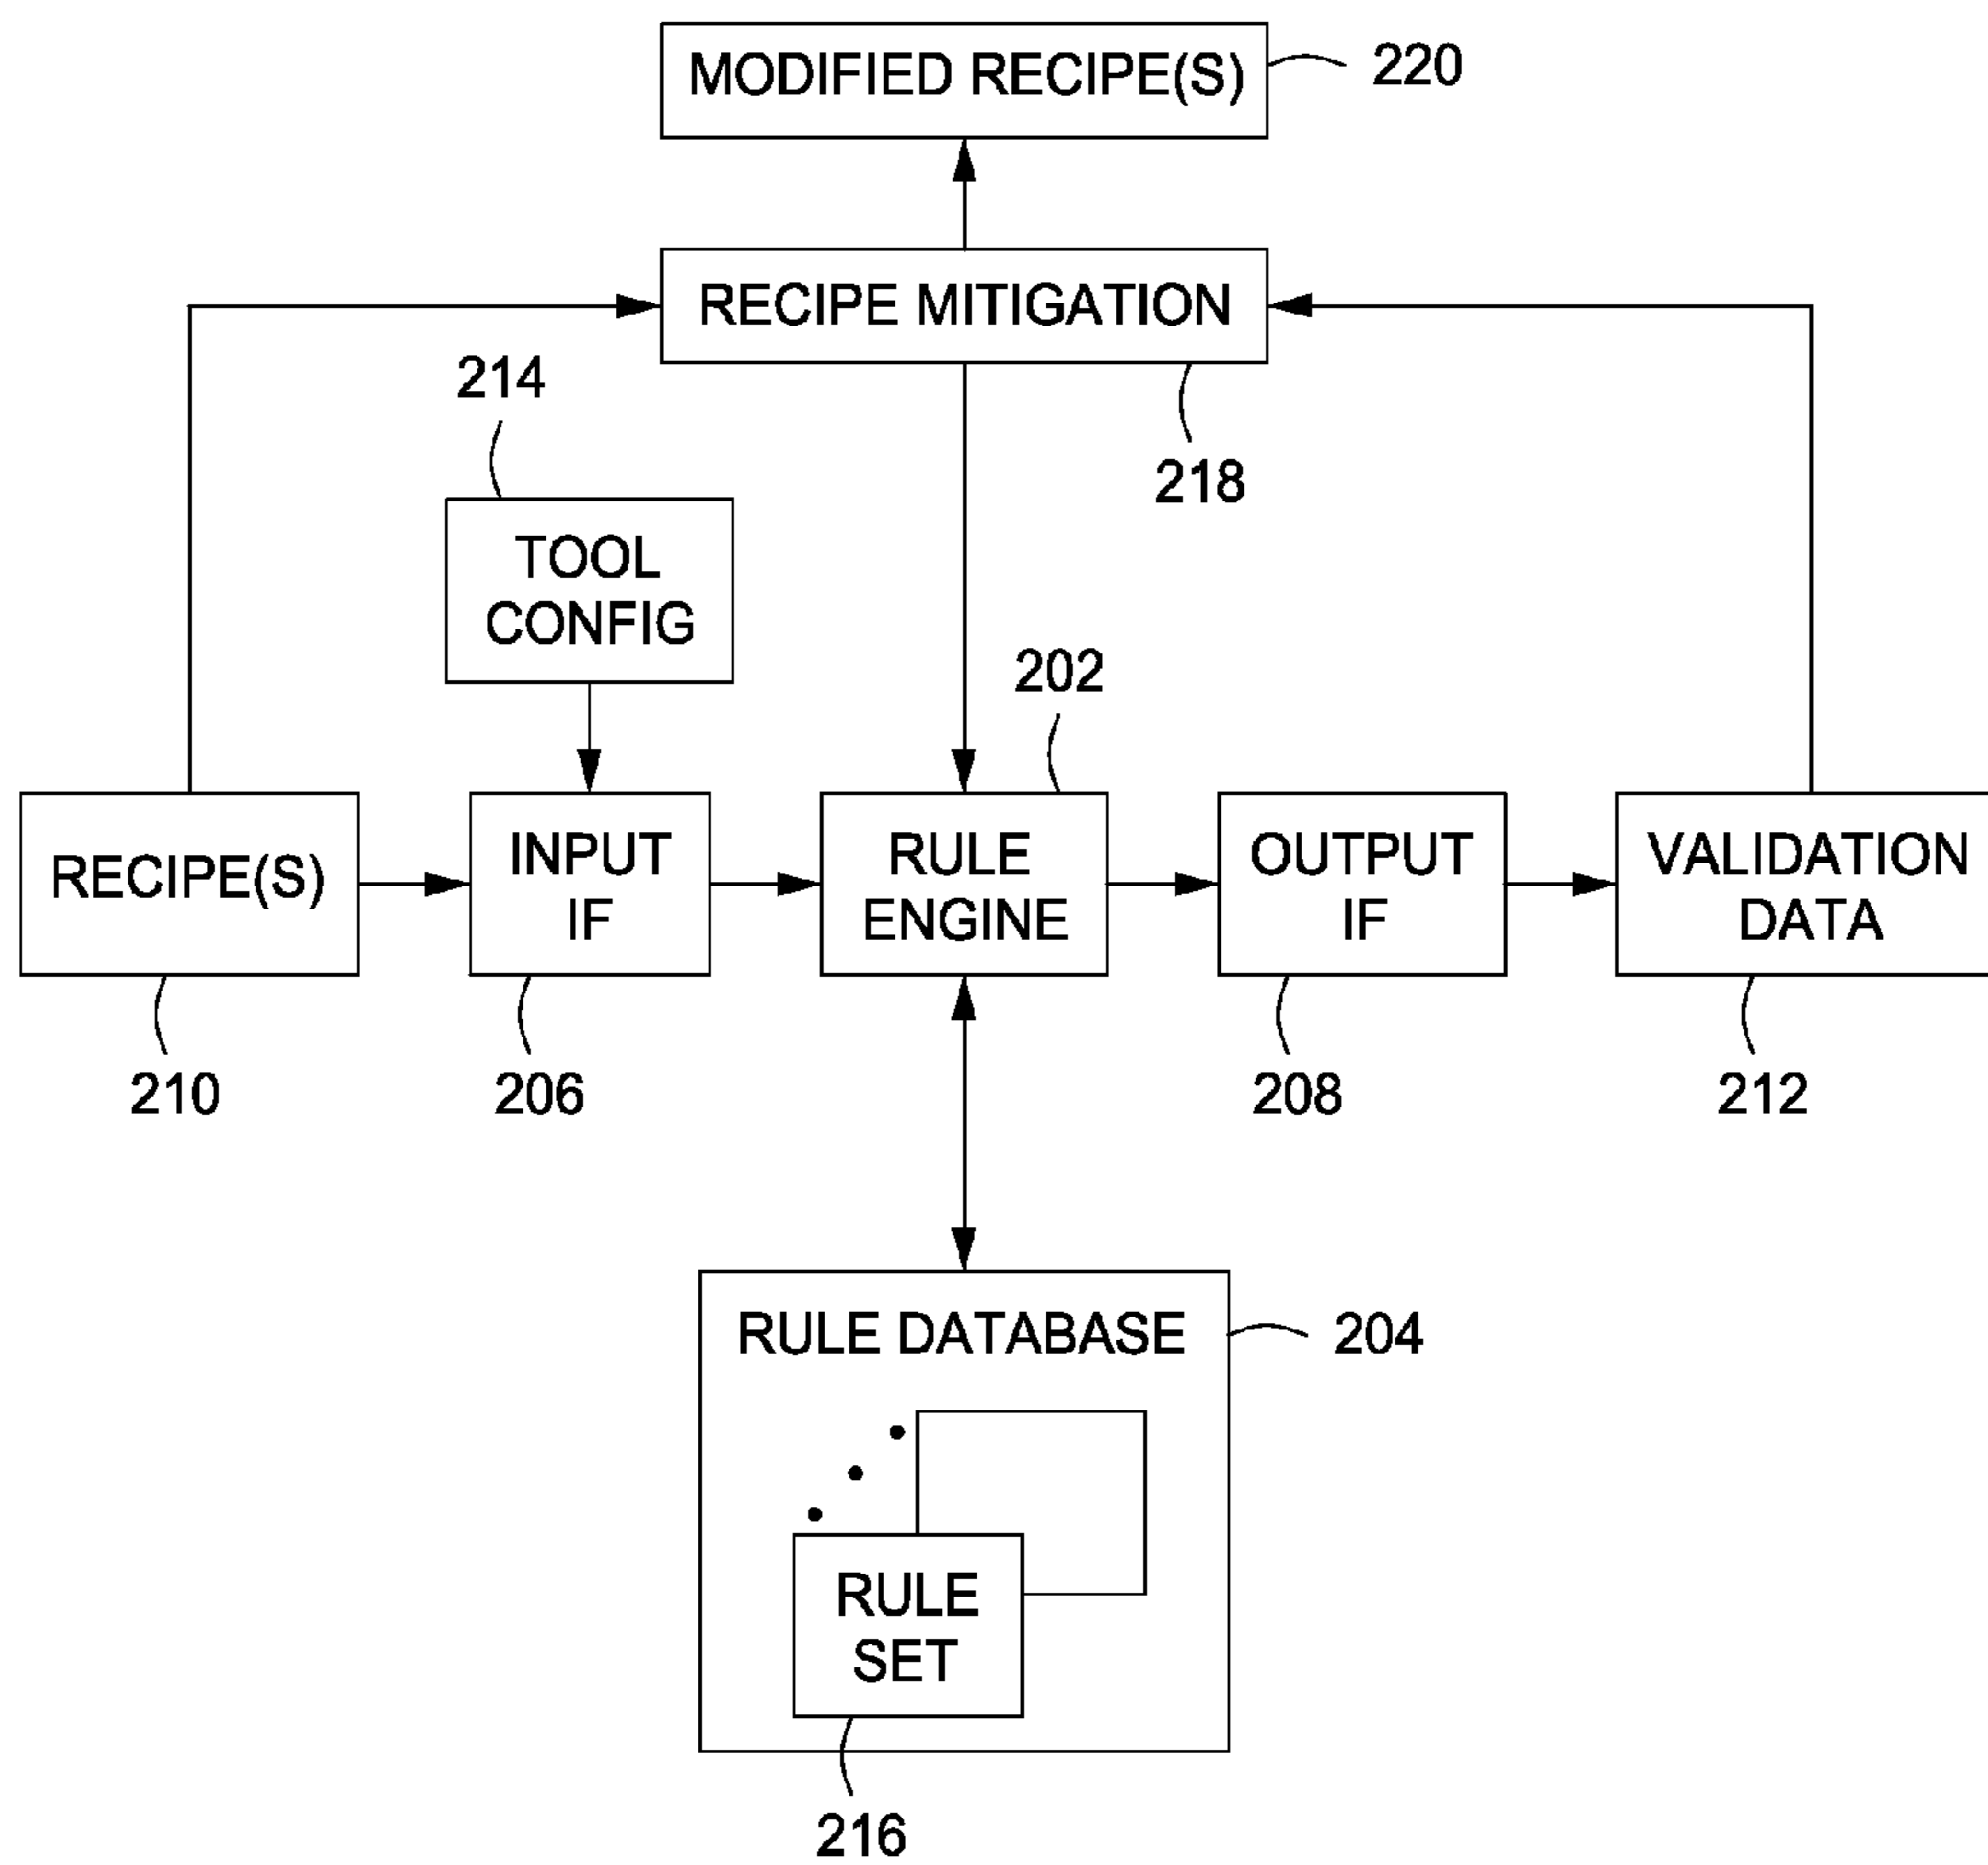 MODIFIED RECIPE(S)
220
RECIPE MITIGATION
214
218
TOOL
CONFIG
202
RECIPE(S)
INPUT
IF
RULE
ENGINE
OUTPUT
IF
VALIDATION
DATA
210
206
208
212
RULE DATABASE
204
RULE
SET
216